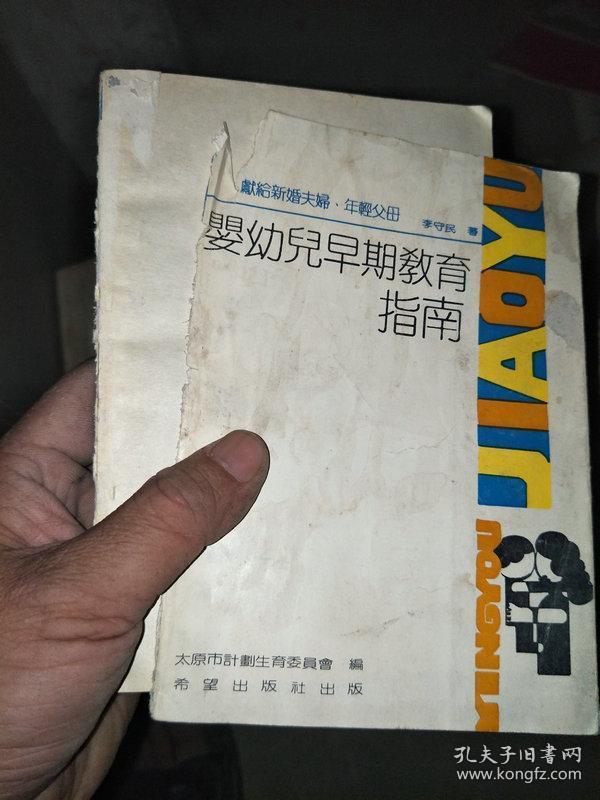 獻給新婚夫婦、年輕父母
李守民 著
嬰幼兒早期教育
指南
JIAOYU
YINGYOU
太原市計劃生育委員會 編
希望出版社出版
孔夫子旧书网
www.kongfz.com